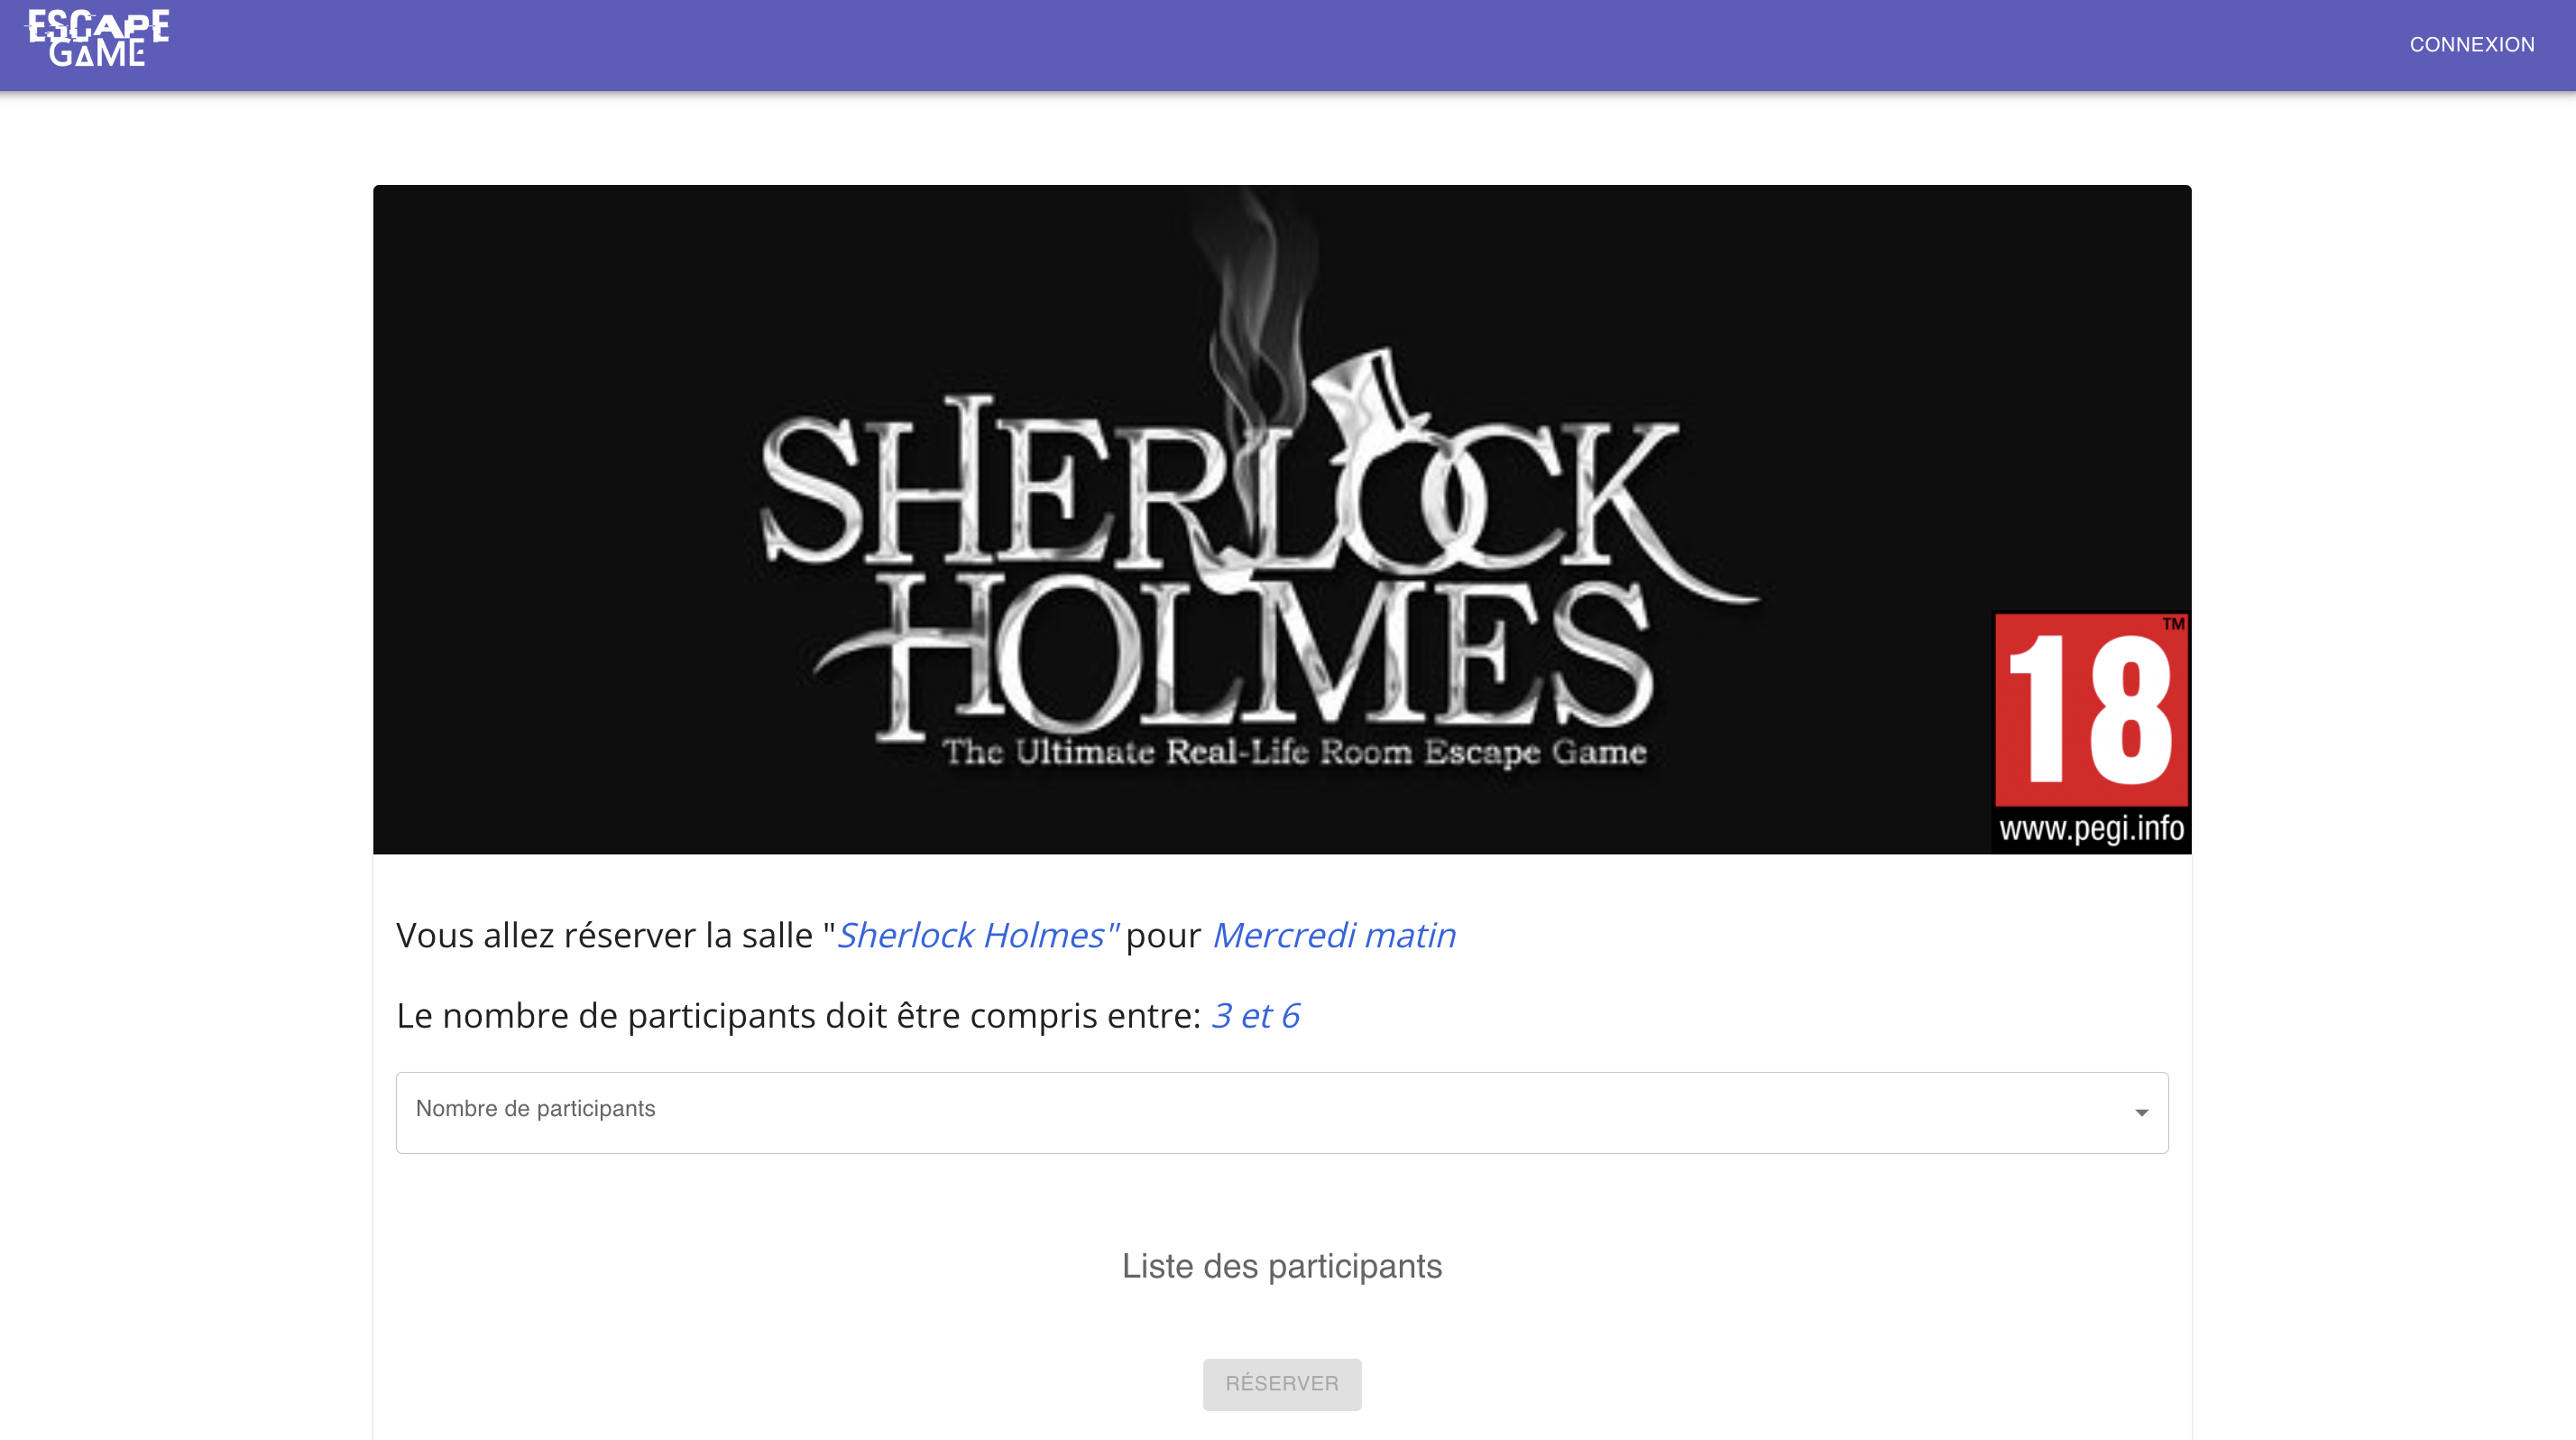 ESCAPE
GAME
CONNEXION
SHERLOCK
HOLMES
The Ultimate Real-Life Room Escape Game
18
TM
www.pegi.info
Vous allez réserver la salle "Sherlock Holmes" pour Mercredi matin
Le nombre de participants doit être compris entre: 3 et 6
Nombre de participants
Liste des participants
RÉSERVER